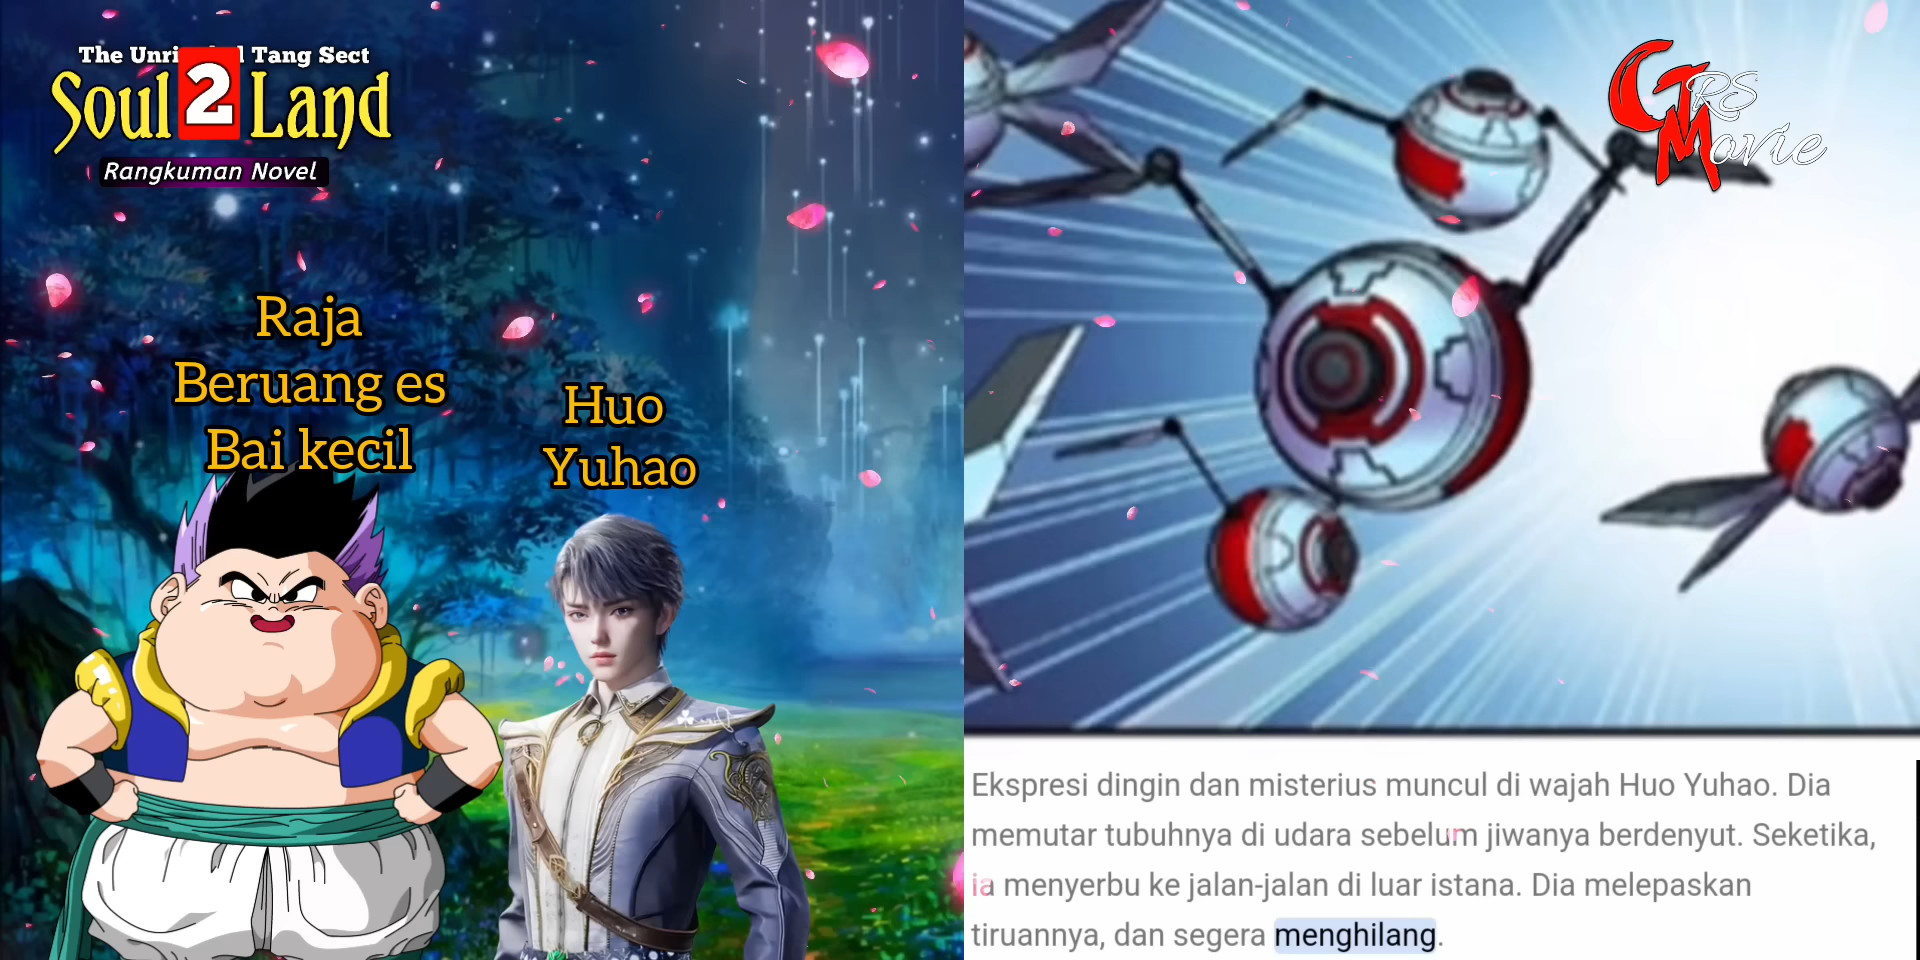 The Unri Tang Sect
Soul 2 Land
Rangkuman Novel
Raja
Beruang es
Bai kecil
Huo
Yuhao
GTRS
Movie
Ekspresi dingin dan misterius muncul di wajah Huo Yuhao. Dia
memutar tubuhnya di udara sebelum jiwanya berdenyut. Seketika,
ia menyerbu ke jalan-jalan di luar istana. Dia melepaskan
tiruannya, dan segera menghilang.